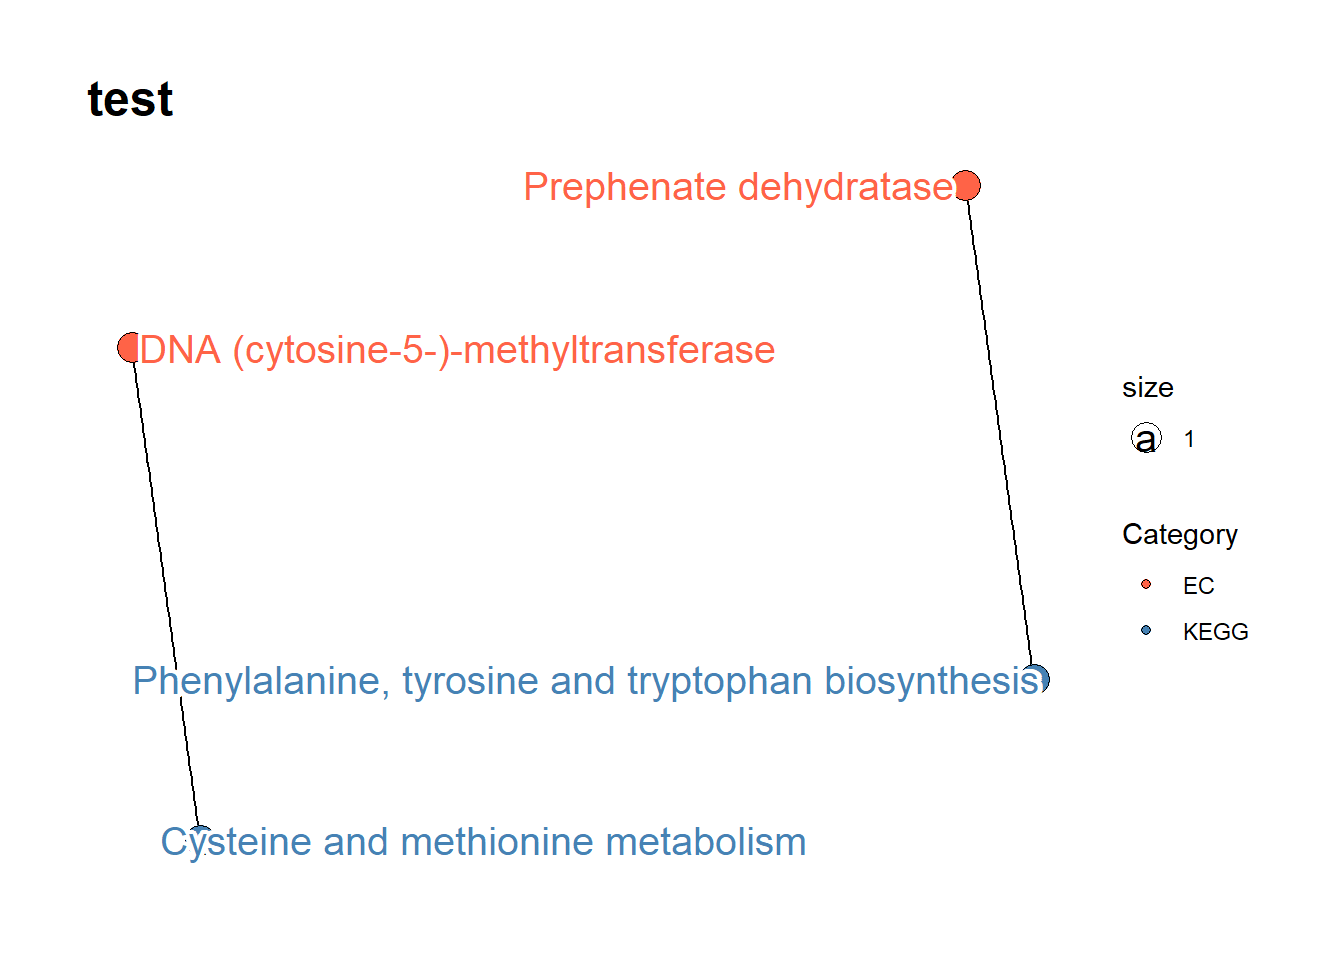 test
Prephenate dehydratase
DNA (cytosine-5-)-methyltransferase
Phenylalanine, tyrosine and tryptophan biosynthesis
Cysteine and methionine metabolism
size
a 1
Category
EC
KEGG